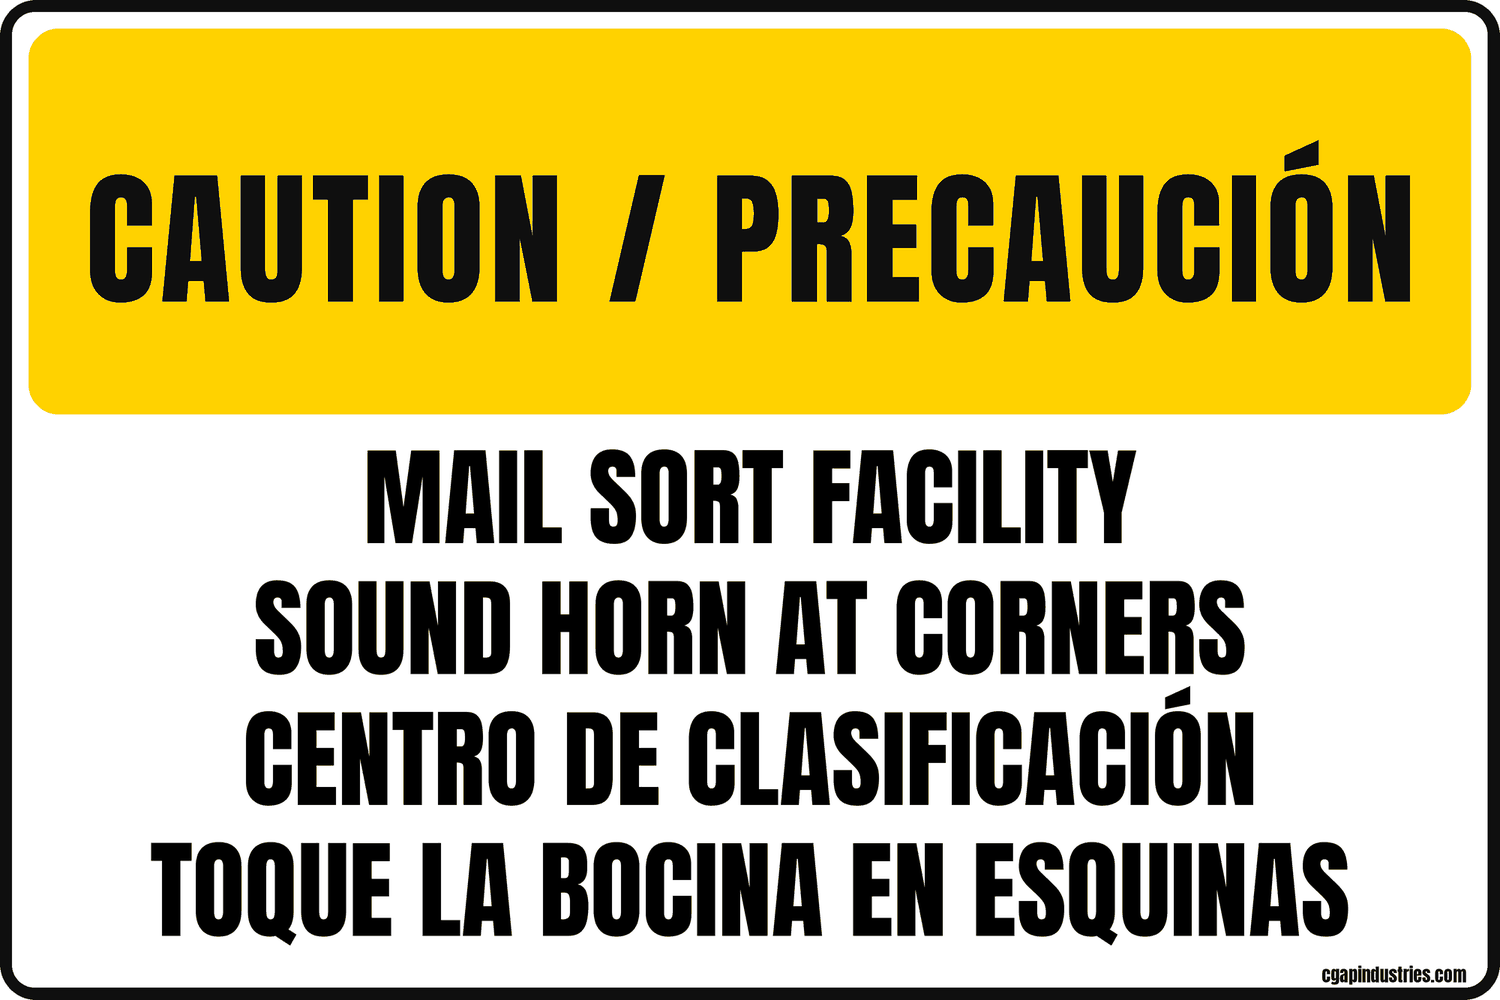 CAUTION / PRECAUCIÓN
MAIL SORT FACILITY
SOUND HORN AT CORNERS
CENTRO DE CLASIFICACIÓN
TOQUE LA BOCINA EN ESQUINAS
cgapindustries.com